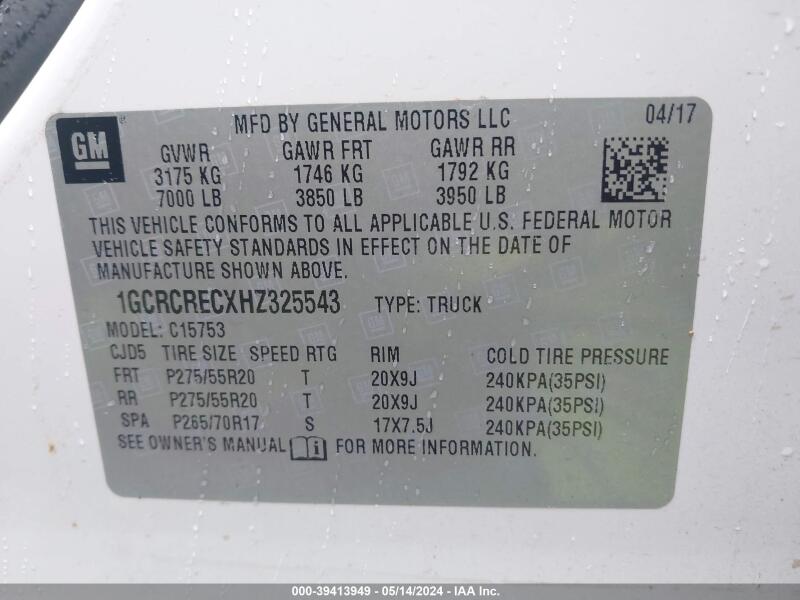 GM
MFD BY GENERAL MOTORS LLC 04/17
GVWR GAWR FRT GAWR RR
3175 KG 1746 KG 1792 KG
7000 LB 3850 LB 3950 LB
THIS VEHICLE CONFORMS TO ALL APPLICABLE U.S. FEDERAL MOTOR
VEHICLE SAFETY STANDARDS IN EFFECT ON THE DATE OF
MANUFACTURE SHOWN ABOVE.
1GCRCRECXHZ325543 TYPE: TRUCK
MODEL: C15753
CJD5 TIRE SIZE SPEED RTG RIM COLD TIRE PRESSURE
FRT P275/55R20 T 20X9J 240KPA(35PSI)
RR P275/55R20 T 20X9J 240KPA(35PSI)
SPA P265/70R17 S 17X7.5J 240KPA(35PSI)
SEE OWNER'S MANUAL FOR MORE INFORMATION.
000-39413949 - 05/14/2024 - IAA Inc.